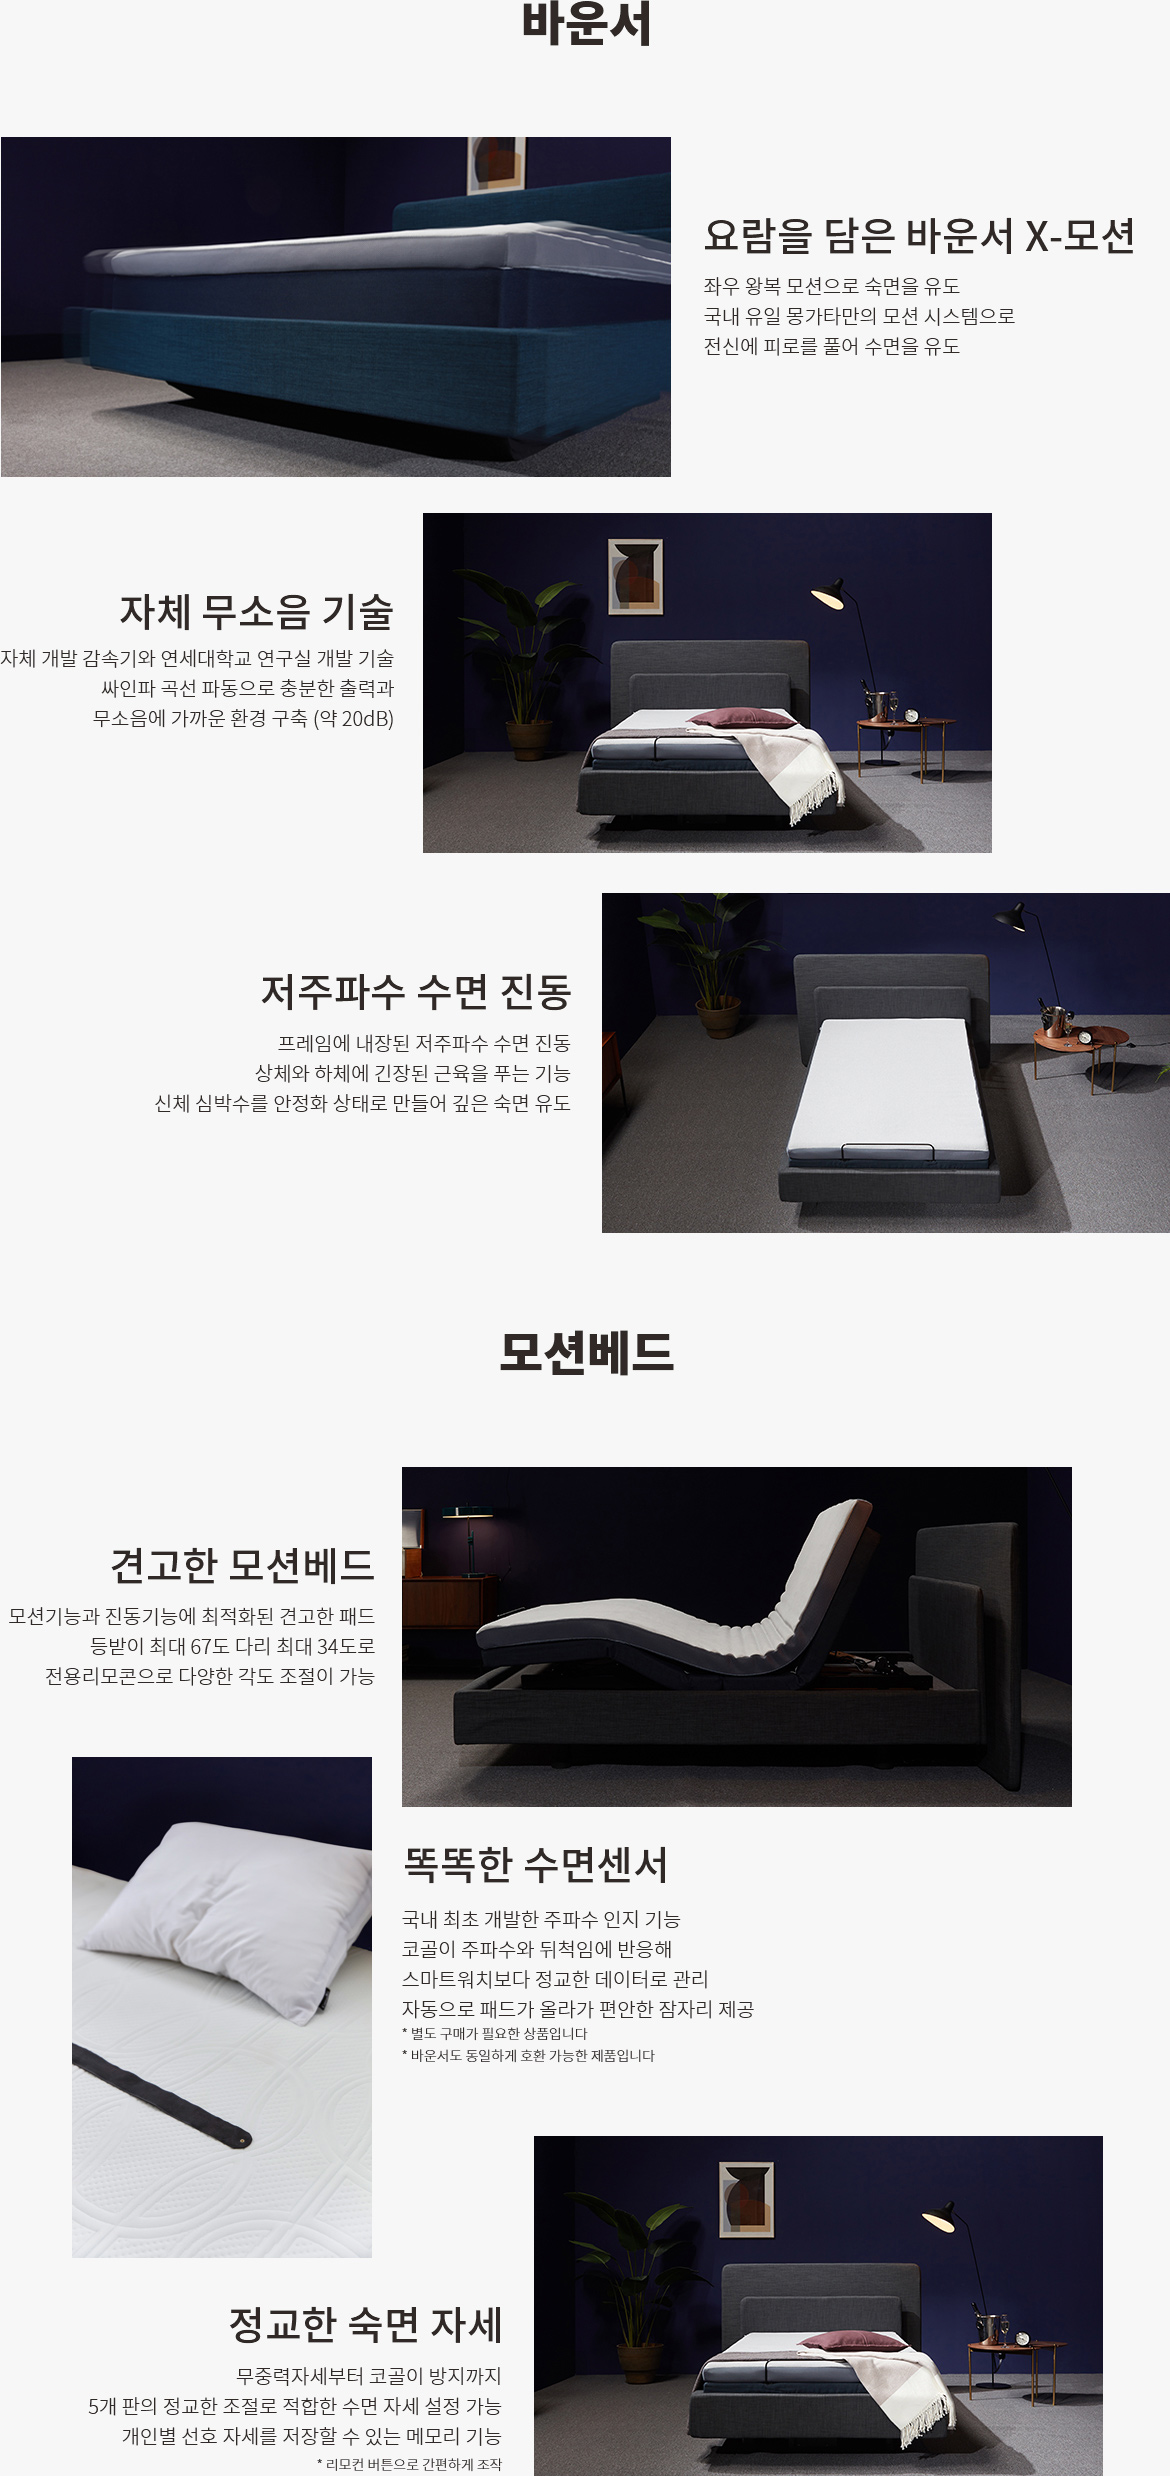 바운서
요람을 담은 바운서 X-모션
좌우 왕복 모션으로 숙면을 유도
국내 유일 몽가타만의 모션 시스템으로
전신에 피로를 풀어 수면을 유도
자체 무소음 기술
자체 개발 감속기와 연세대학교 연구실 개발 기술
싸인파 곡선 파동으로 충분한 출력과
무소음에 가까운 환경 구축 (약 20dB)
저주파수 수면 진동
프레임에 내장된 저주파수 수면 진동
상체와 하체에 긴장된 근육을 푸는 기능
신체 심박수를 안정화 상태로 만들어 깊은 숙면 유도
모션베드
견고한 모션베드
모션기능과 진동기능에 최적화된 견고한 패드
등받이 최대 67도 다리 최대 34도로
전용리모콘으로 다양한 각도 조절이 가능
똑똑한 수면센서
국내 최초 개발한 주파수 인지 기능
코골이 주파수와 뒤척임에 반응해
스마트워치보다 정교한 데이터로 관리
자동으로 패드가 올라가 편안한 잠자리 제공
* 별도 구매가 필요한 상품입니다
* 바운서도 동일하게 호환 가능한 제품입니다
정교한 숙면 자세
무중력자세부터 코골이 방지까지
5개 판의 정교한 조절로 적합한 수면 자세 설정 가능
개인별 선호 자세를 저장할 수 있는 메모리 기능
* 리모컨 버튼으로 간편하게 조작